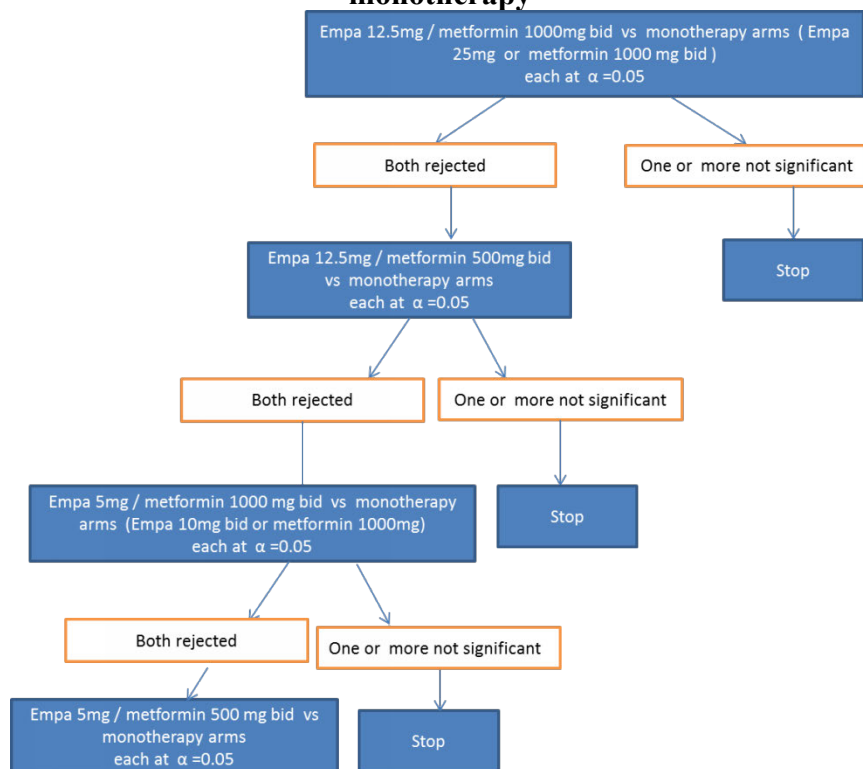 monotherapy
Empa 12.5mg / metformin 1000mg bid vs monotherapy arms ( Empa
25mg or metformin 1000 mg bid )
each at α =0.05
Both rejected
One or more not significant
Empa 12.5mg / metformin 500mg bid
vs monotherapy arms
each at α =0.05
Stop
Both rejected
One or more not significant
Empa 5mg / metformin 1000 mg bid vs monotherapy
arms (Empa 10mg bid or metformin 1000mg)
each at α =0.05
Stop
Both rejected
One or more not significant
Empa 5mg / metformin 500 mg bid vs
monotherapy arms
each at α =0.05
Stop